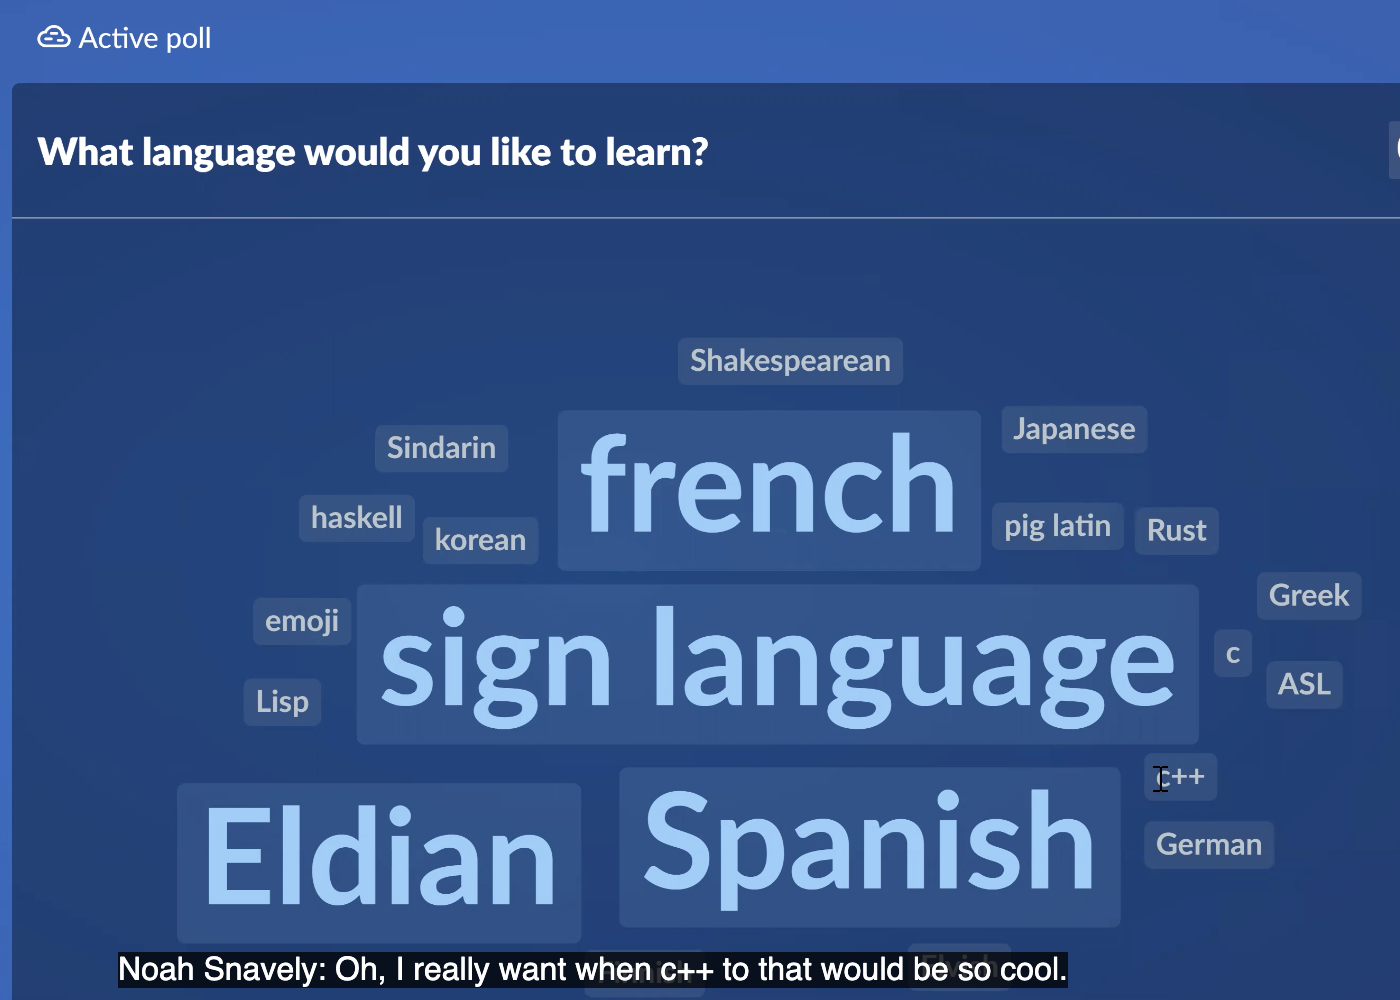 Active poll
What language would you like to learn?
Shakespearean
Japanese
Sindarin
french
haskell
korean
pig latin
Rust
Greek
emoji
sign language
c
ASL
Lisp
c++
Eldian
Spanish
German
Noah Snavely: Oh, I really want when c++ to that would be so cool.